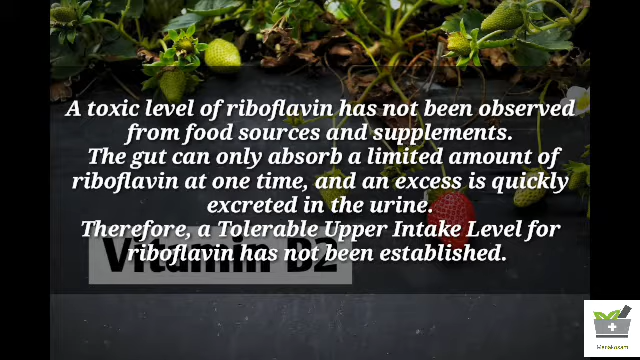 A toxic level of riboflavin has not been observed
from food sources and supplements.
The gut can only absorb a limited amount of
riboflavin at one time, and an excess is quickly
excreted in the urine.
Therefore, a Tolerable Upper Intake Level for
riboflavin has not been established.
Vitamin B2